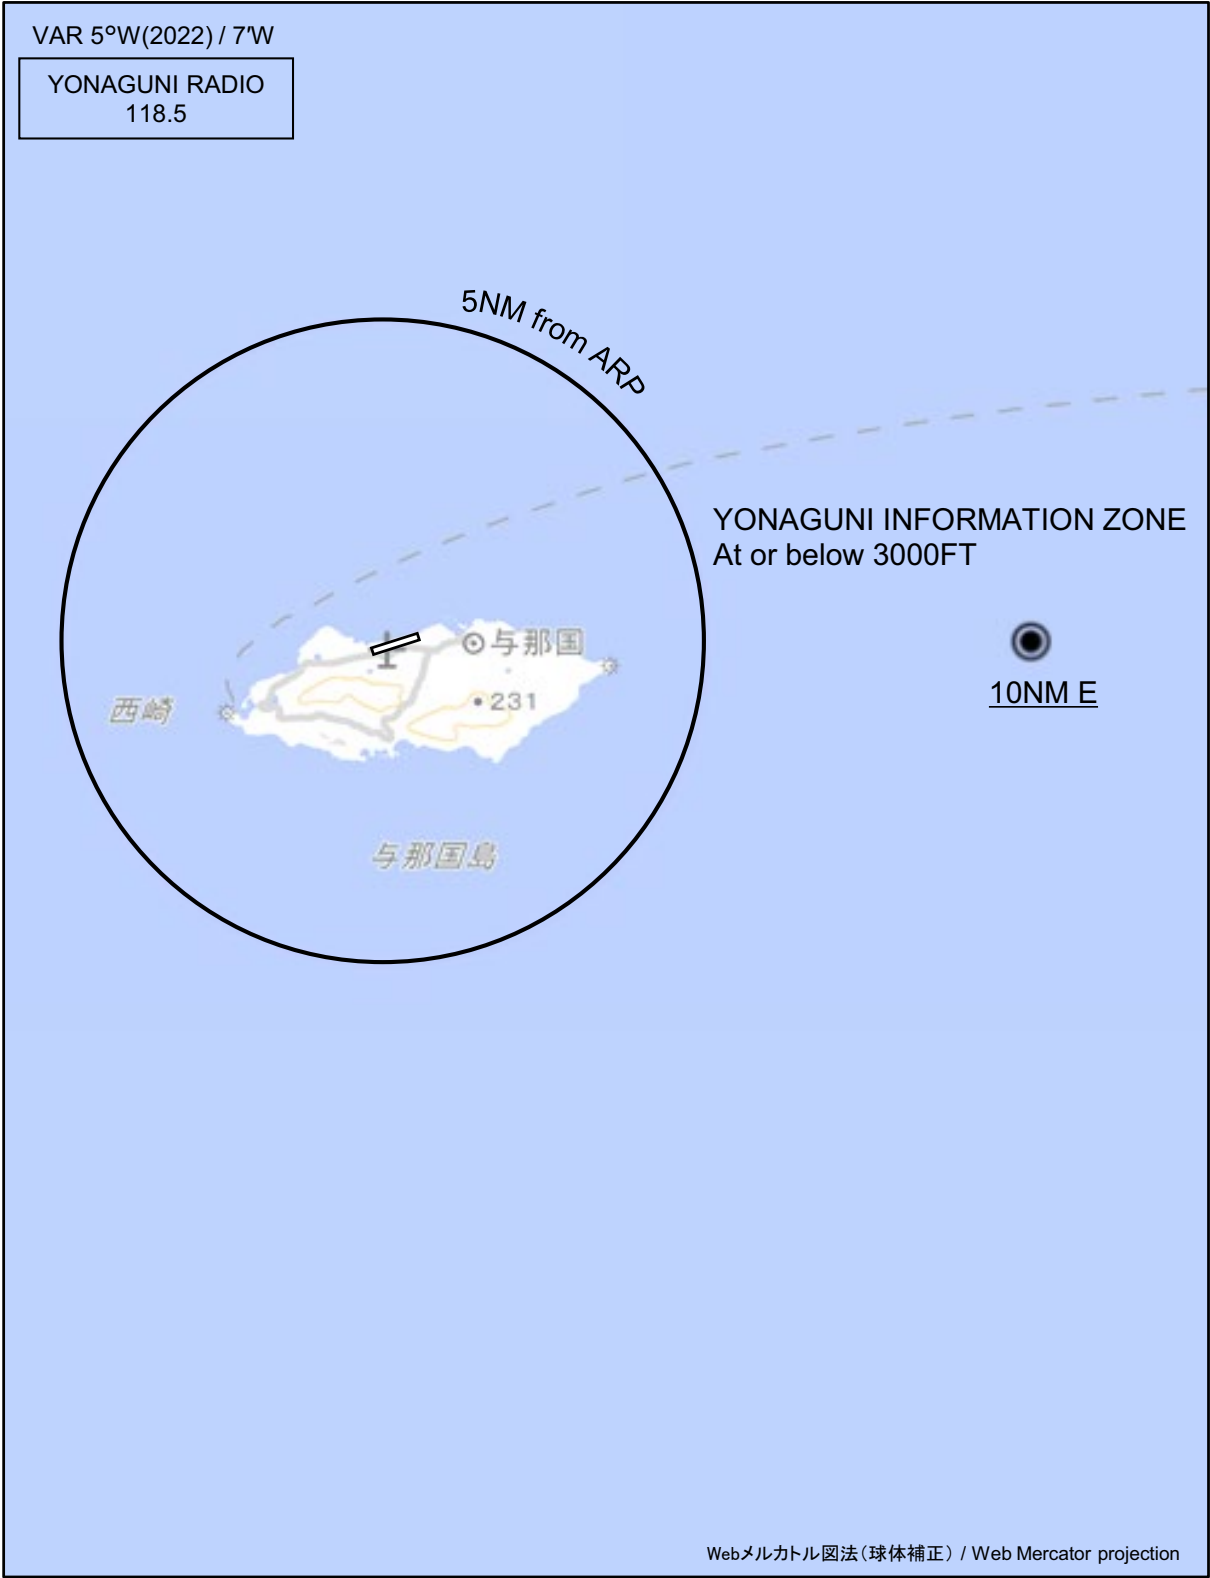 VAR 5°W(2022) / 7'W
YONAGUNI RADIO
118.5
5NM from ARP
YONAGUNI INFORMATION ZONE
At or below 3000FT
与那国
10NM E
231
西崎
与那国島
Webメルカトル図法(球体補正) / Web Mercator projection